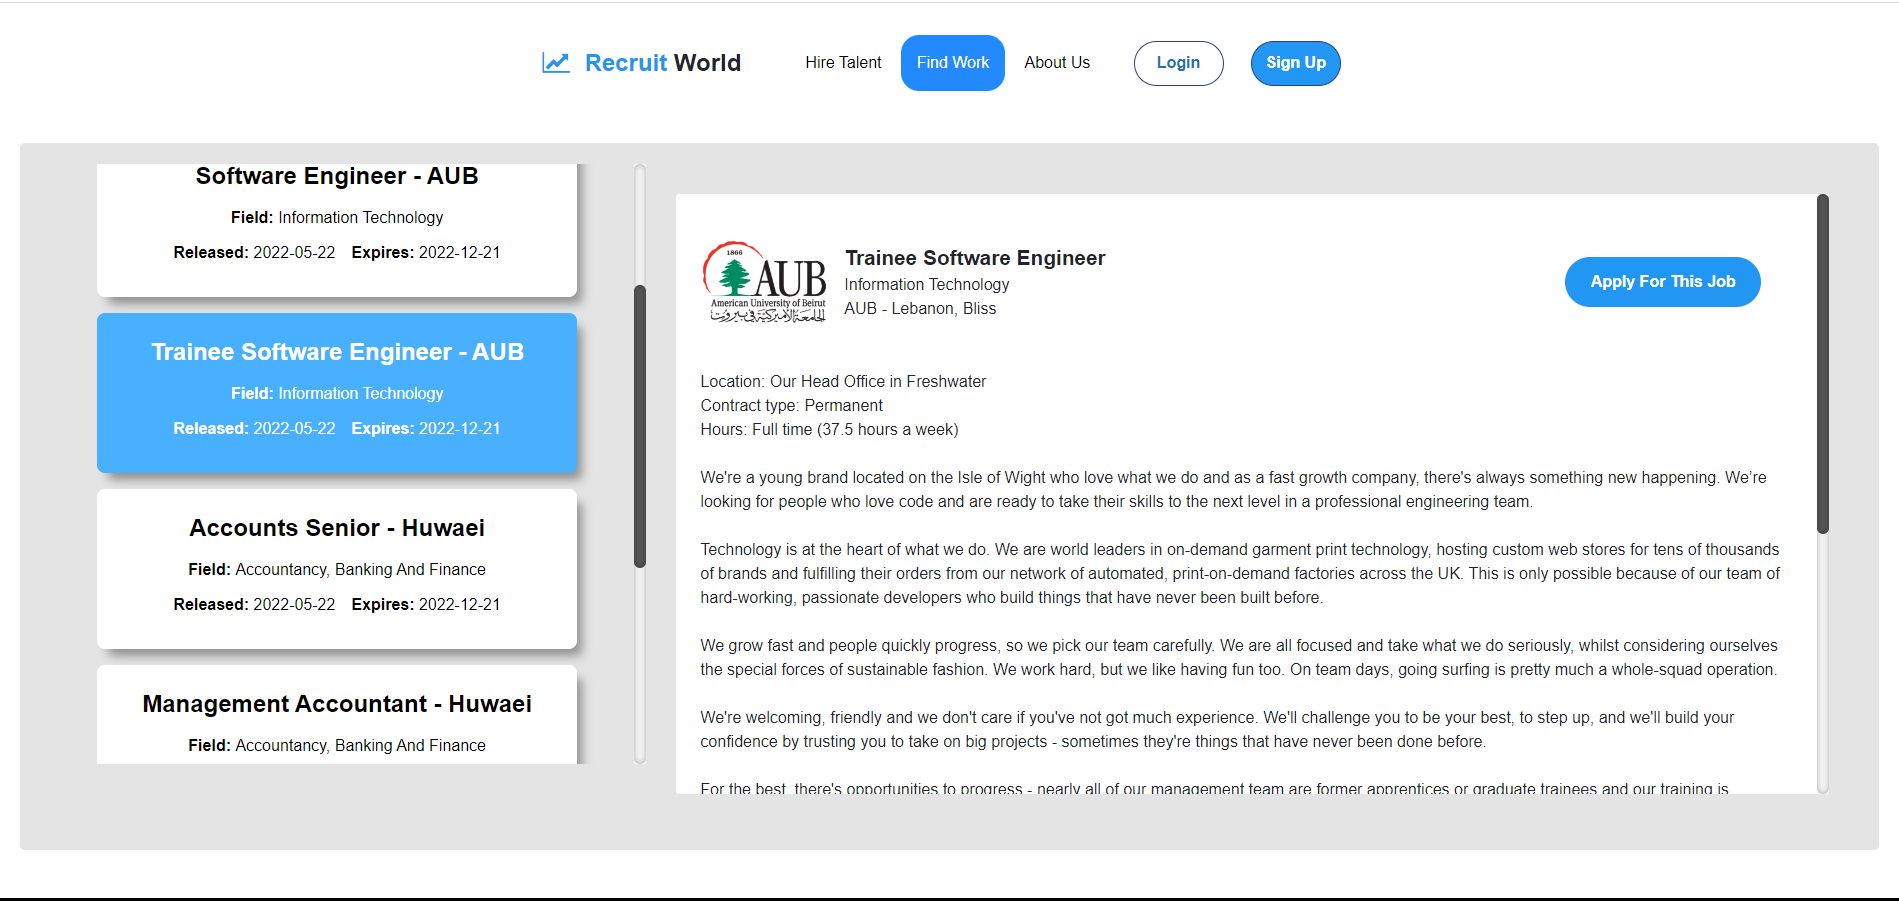 Recruit World
Hire Talent
Find Work
About Us
Login
Sign Up
Software Engineer - AUB
Field: Information Technology
Released: 2022-05-22 Expires: 2022-12-21
Trainee Software Engineer - AUB
Field: Information Technology
Released: 2022-05-22 Expires: 2022-12-21
Accounts Senior - Huwaei
Field: Accountancy, Banking And Finance
Released: 2022-05-22 Expires: 2022-12-21
Management Accountant - Huwaei
Field: Accountancy, Banking And Finance
1866
AUB
American University of Beirut
الجامعة الأميركية في بيروت
Trainee Software Engineer
Information Technology
AUB - Lebanon, Bliss
Apply For This Job
Location: Our Head Office in Freshwater
Contract type: Permanent
Hours: Full time (37.5 hours a week)
We're a young brand located on the Isle of Wight who love what we do and as a fast growth company, there's always something new happening. We’re
looking for people who love code and are ready to take their skills to the next level in a professional engineering team.
Technology is at the heart of what we do. We are world leaders in on-demand garment print technology, hosting custom web stores for tens of thousands
of brands and fulfilling their orders from our network of automated, print-on-demand factories across the UK. This is only possible because of our team of
hard-working, passionate developers who build things that have never been built before.
We grow fast and people quickly progress, so we pick our team carefully. We are all focused and take what we do seriously, whilst considering ourselves
the special forces of sustainable fashion. We work hard, but we like having fun too. On team days, going surfing is pretty much a whole-squad operation.
We're welcoming, friendly and we don't care if you've not got much experience. We'll challenge you to be your best, to step up, and we'll build your
confidence by trusting you to take on big projects - sometimes they're things that have never been done before.
For the best, there's opportunities to progress - nearly all of our management team are former apprentices or graduate trainees and our training is